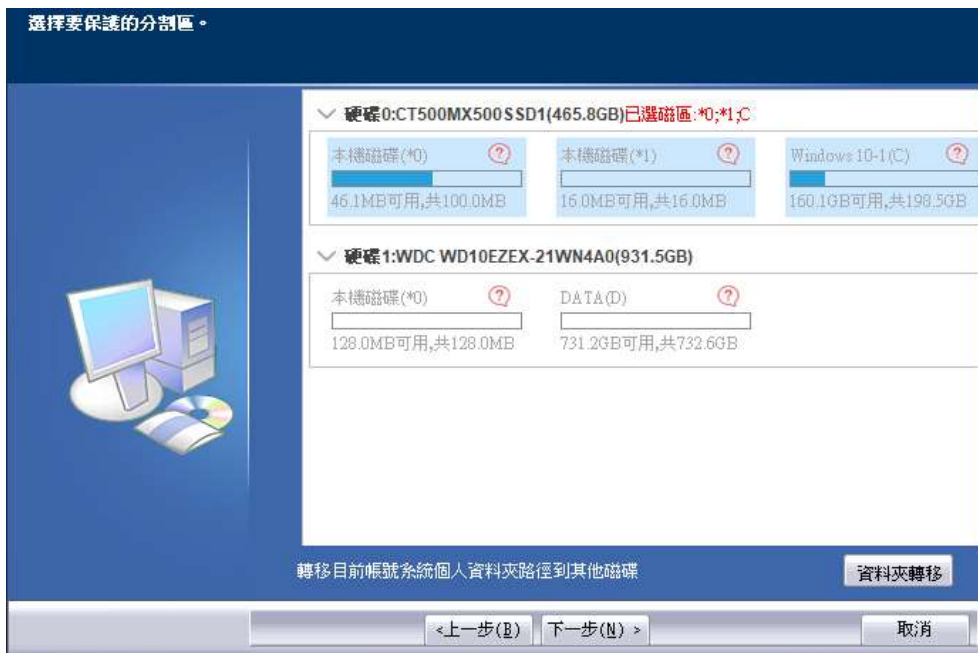 選擇要保護的分割區。
硬碟0:CT500MX500SSD1(465.8GB)已選磁區:*0;*1;C
本機磁碟(*0) 本機磁碟(*1) Windows 10-1(C)
46.1MB可用,共100.0MB 16.0MB可用,共16.0MB 160.1GB可用,共198.5GB
硬碟1:WDC WD10EZEX-21WN4A0(931.5GB)
本機磁碟(*0) DATA(D)
128.0MB可用,共128.0MB 731.2GB可用,共732.6GB
轉移目前帳號系統個人資料夾路徑到其他磁碟 資料夾轉移
<上一步(B) 下一步(N) > 取消